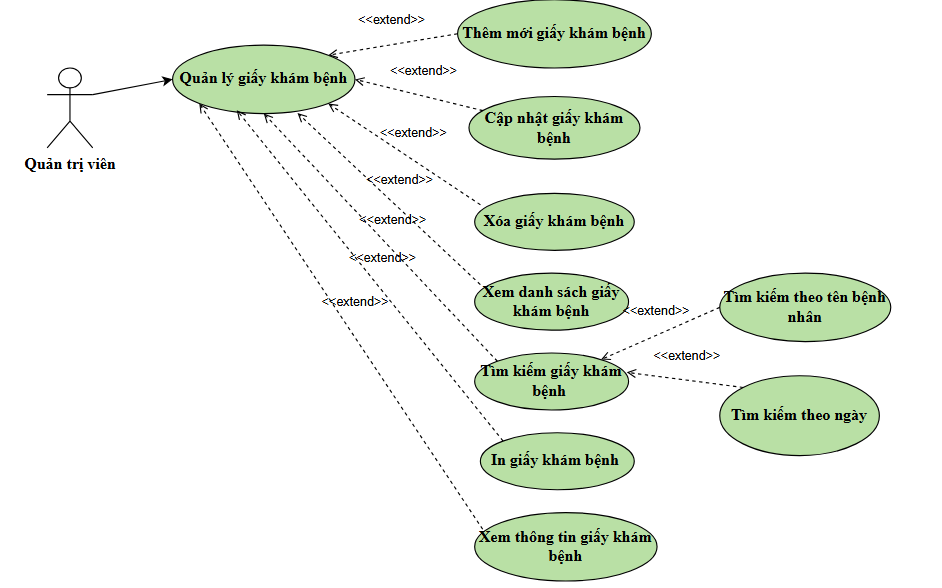 <<extend>>
Thêm mới giấy khám bệnh
Quản lý giấy khám bệnh
<<extend>>
Cập nhật giấy khám
bệnh
Quản trị viên
<<extend>>
<<extend>>
Xóa giấy khám bệnh
<<extend>>
<<extend>>
<<extend>>
Xem danh sách giấy
khám bệnh
<<extend>>
Tìm kiếm theo tên bệnh
nhân
<<extend>>
Tìm kiếm giấy khám
bệnh
Tìm kiếm theo ngày
In giấy khám bệnh
Xem thông tin giấy khám
bệnh